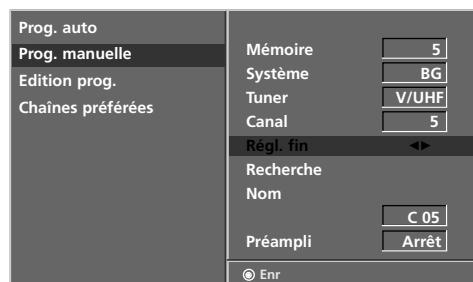 Prog. auto
Prog. manuelle
Edition prog.
Chaînes préférées
Mémoire 5
Système BG
Tuner V/UHF
Canal 5
Régl. fin ◀▶
Recherche
Nom
C 05
Préampli Arrêt
Enr